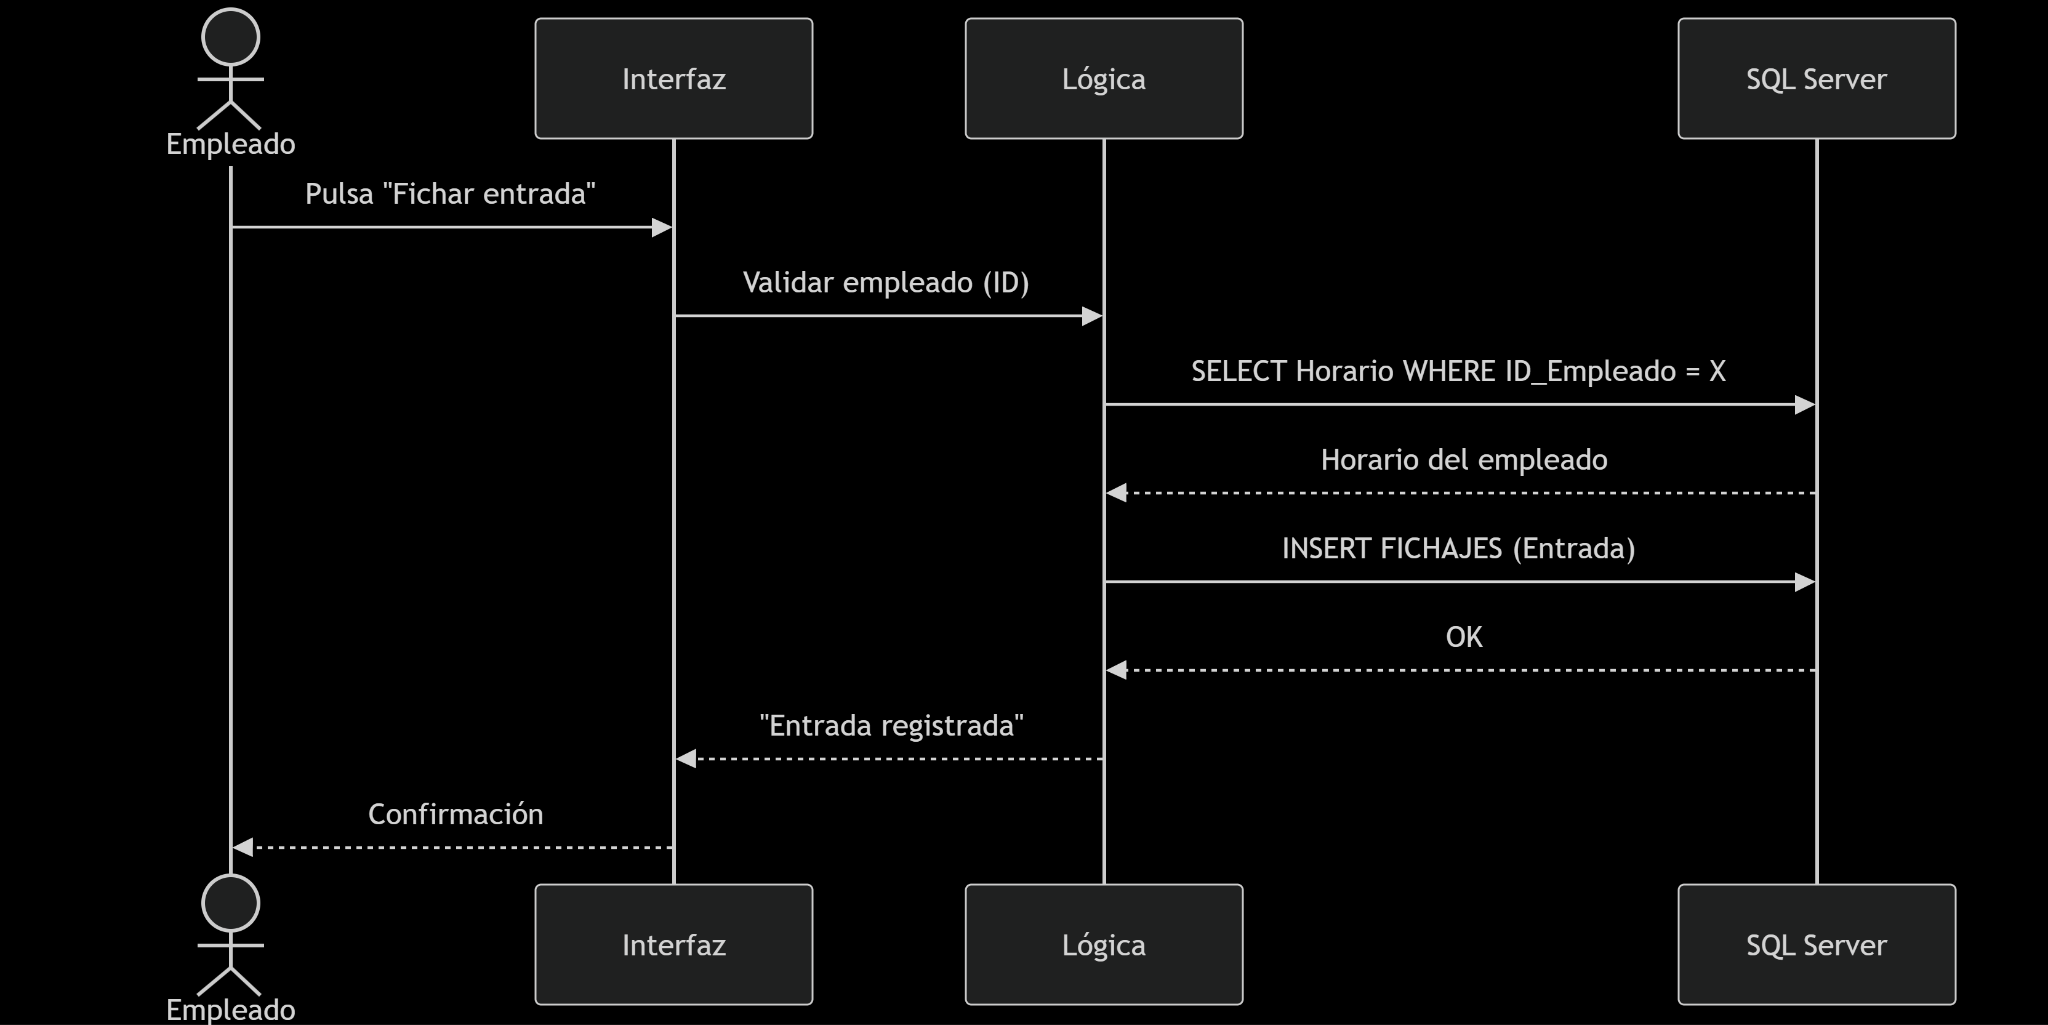 Interfaz
Lógica
SQL Server
Empleado
Pulsa "Fichar entrada"
Validar empleado (ID)
SELECT Horario WHERE ID_Empleado = X
Horario del empleado
INSERT FICHAJES (Entrada)
OK
"Entrada registrada"
Confirmación
Interfaz
Lógica
SQL Server
Empleado